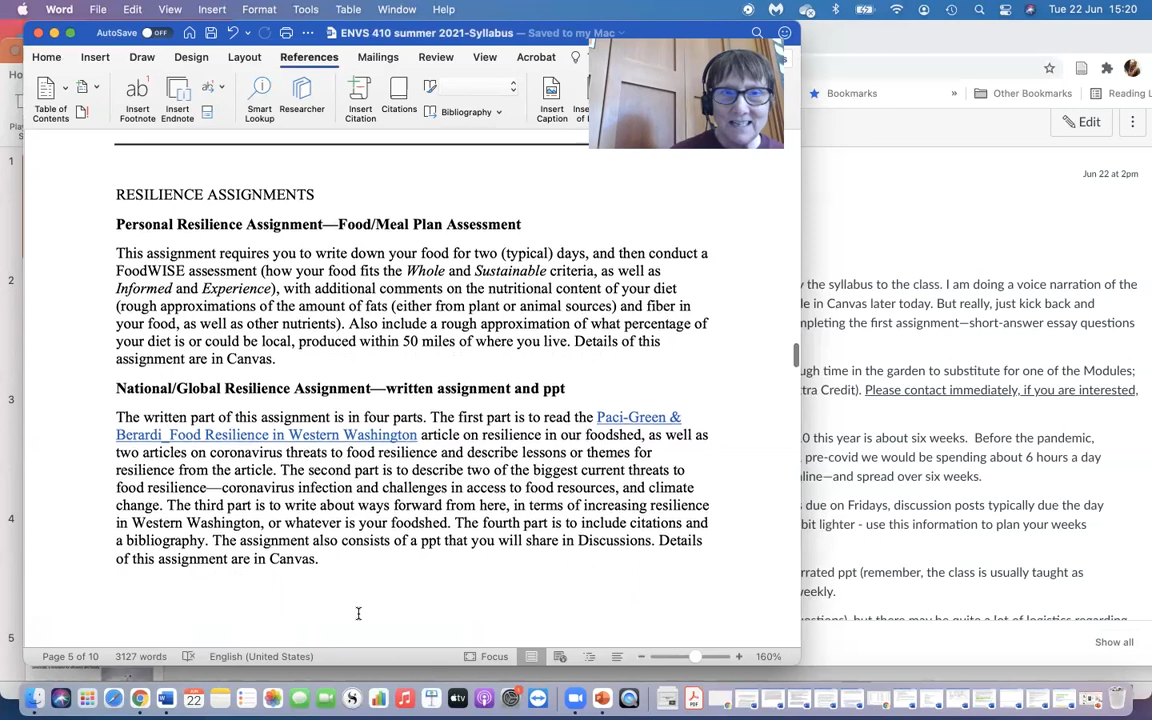 Word File Edit View Insert Format Tools Table Window Help Tue 22 Jun 15:20
AutoSave OFF ENVS 410 summer 2021-Syllabus — Saved to my Mac
Home Insert Draw Design Layout References Mailings Review View Acrobat
Table of Contents
Insert Footnote
Insert Endnote
Smart Lookup
Researcher
Insert Citation
Citations
Bibliography
Insert Caption
Bookmarks » Other Bookmarks Reading
Edit
Jun 22 at 2pm
RESILIENCE ASSIGNMENTS
Personal Resilience Assignment—Food/Meal Plan Assessment
This assignment requires you to write down your food for two (typical) days, and then conduct a
FoodWISE assessment (how your food fits the Whole and Sustainable criteria, as well as
Informed and Experience), with additional comments on the nutritional content of your diet
(rough approximations of the amount of fats (either from plant or animal sources) and fiber in
your food, as well as other nutrients). Also include a rough approximation of what percentage of
your diet is or could be local, produced within 50 miles of where you live. Details of this
assignment are in Canvas.
National/Global Resilience Assignment—written assignment and ppt
The written part of this assignment is in four parts. The first part is to read the Paci-Green &
Berardi_Food Resilience in Western Washington article on resilience in our foodshed, as well as
two articles on coronavirus threats to food resilience and describe lessons or themes for
resilience from the article. The second part is to describe two of the biggest current threats to
food resilience—coronavirus infection and challenges in access to food resources, and climate
change. The third part is to write about ways forward from here, in terms of increasing resilience
in Western Washington, or whatever is your foodshed. The fourth part is to include citations and
a bibliography. The assignment also consists of a ppt that you will share in Discussions. Details
of this assignment are in Canvas.
the syllabus to the class. I am doing a voice narration of the
le in Canvas later today. But really, just kick back and
mpleting the first assignment—short-answer essay questions
ugh time in the garden to substitute for one of the Modules;
tra Credit). Please contact immediately, if you are interested,
0 this year is about six weeks. Before the pandemic,
pre-covid we would be spending about 6 hours a day
nline—and spread over six weeks.
s due on Fridays, discussion posts typically due the day
bit lighter - use this information to plan your weeks
rrated ppt (remember, the class is usually taught as
weekly.
estions), but there may be quite a lot of logistics regarding
Show all
1
2
3
4
5
Page 5 of 10 3127 words English (United States) Focus 160%
22